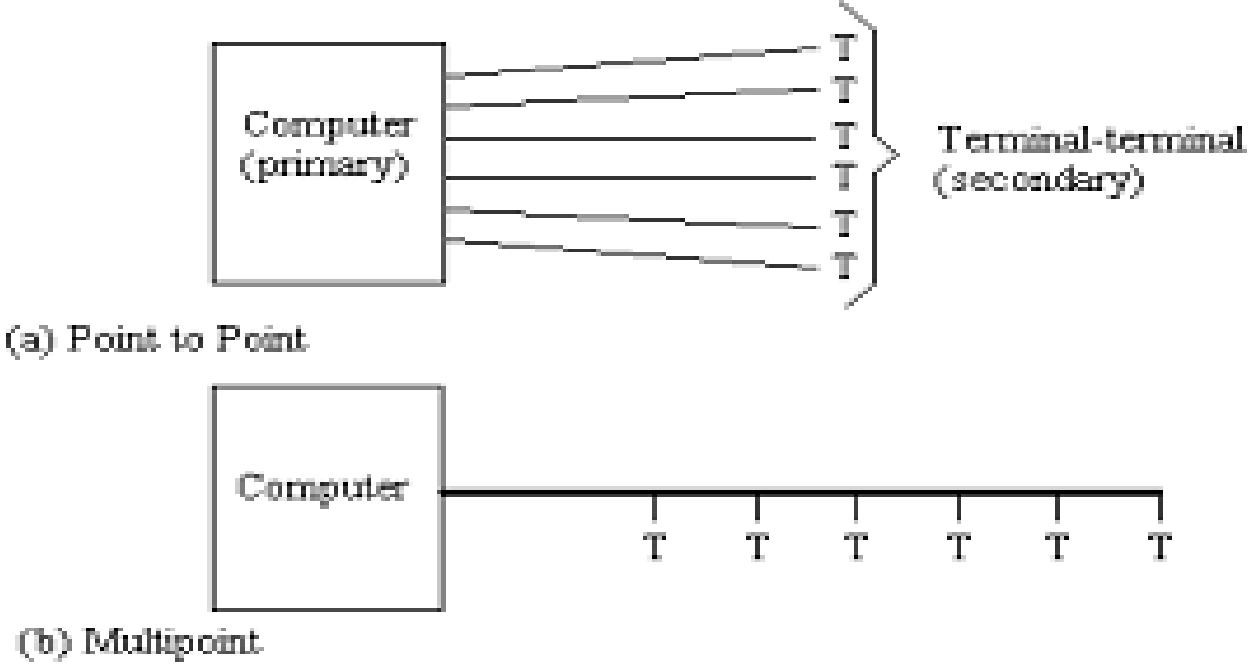 Computer
(primary)
T
T
T
T
T
T
Terminal-terminal
(secondary)
(a) Point to Point
Computer
T T T T T T
(b) Multipoint